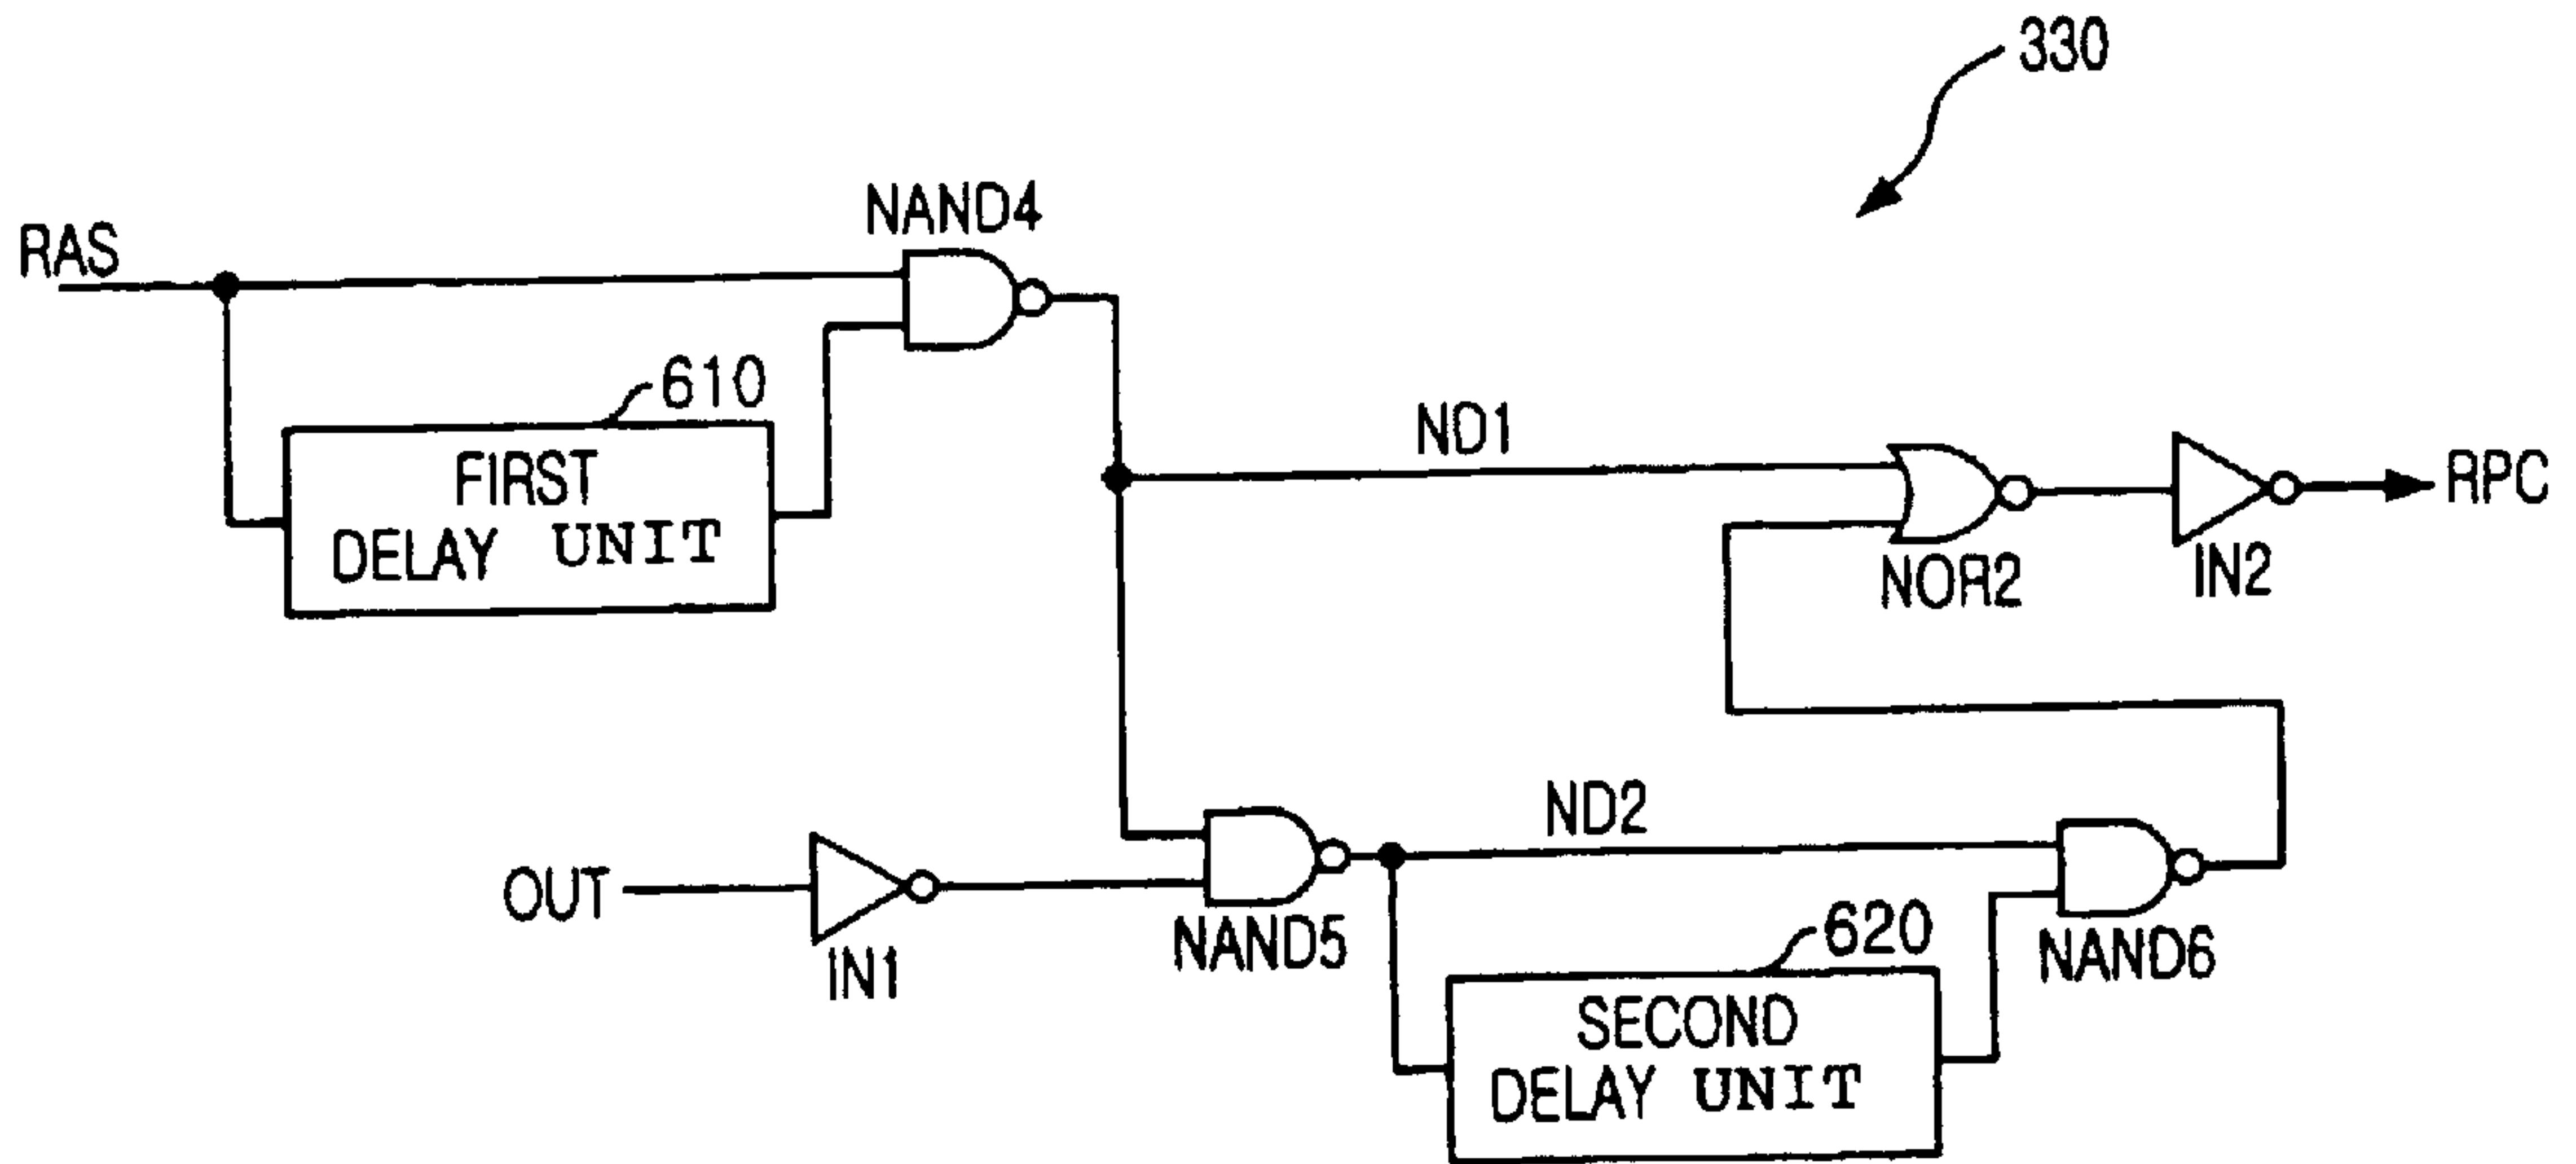 330
NAND4
RAS
610
FIRST
DELAY UNIT
ND1
RPC
NOR2
IN2
ND2
OUT
IN1
NAND5
620
NAND6
SECOND
DELAY UNIT